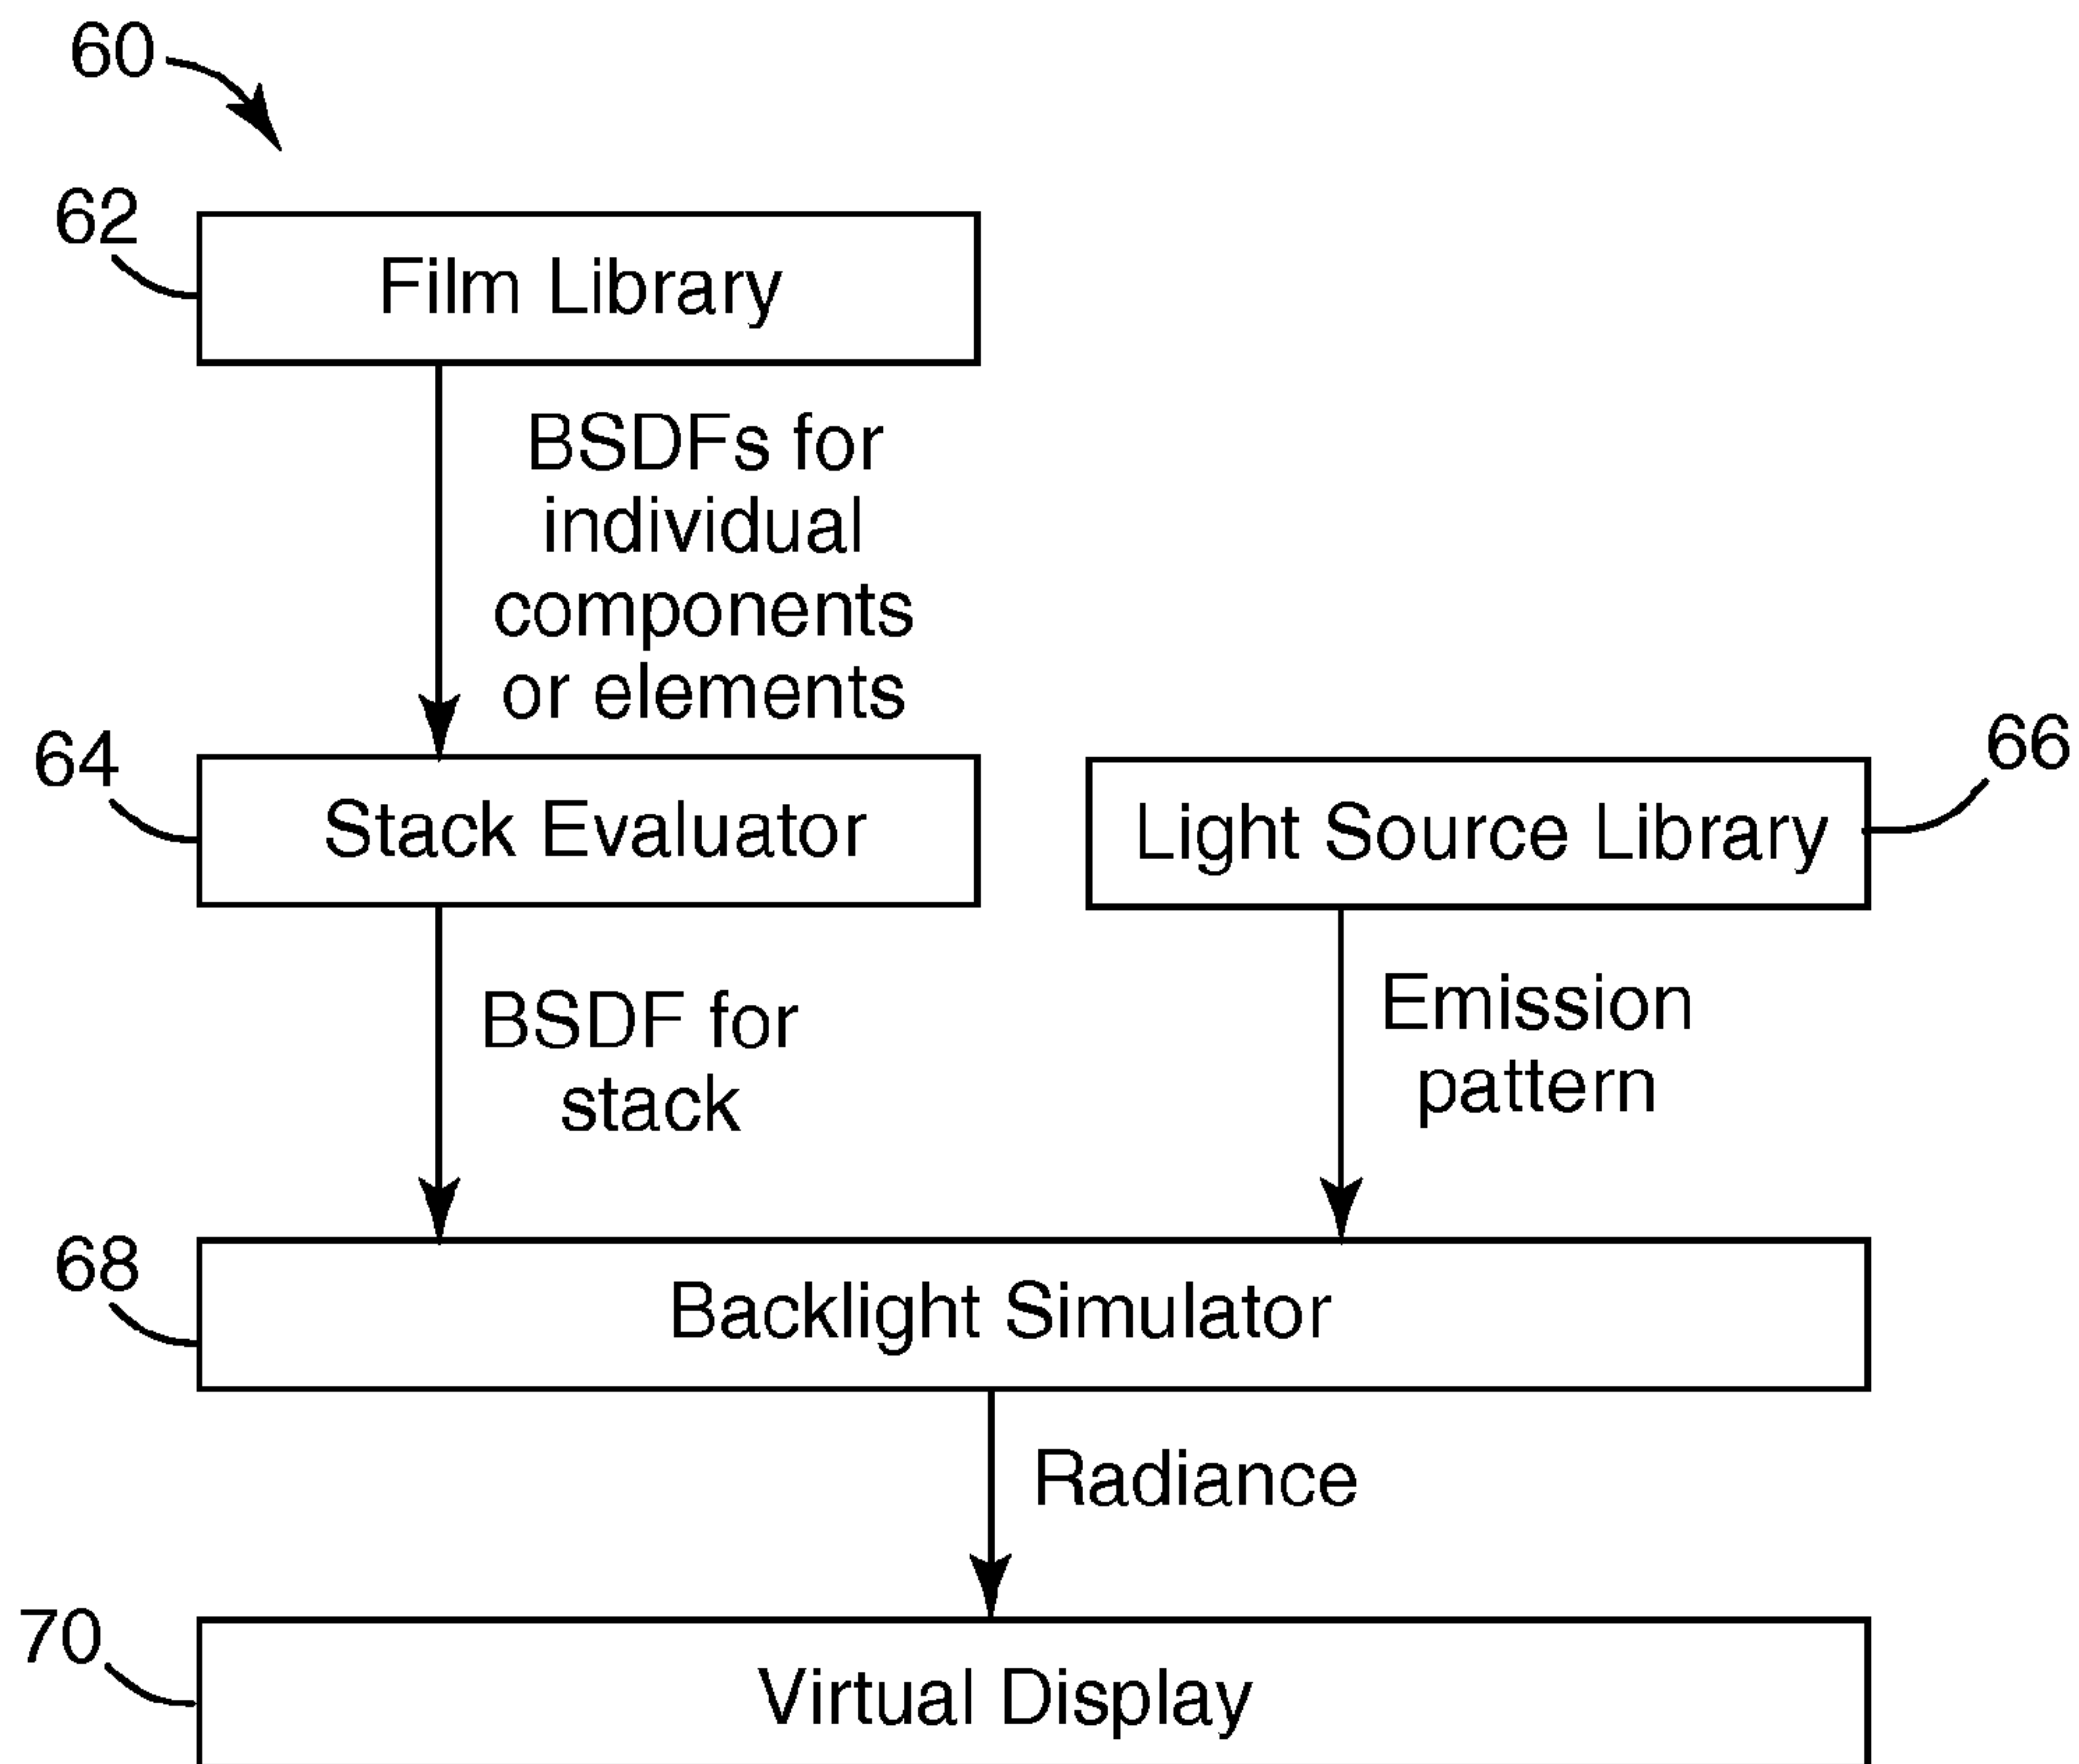 60
62
Film Library
BSDFs for
individual
components
or elements
64
Stack Evaluator
66
Light Source Library
BSDF for
stack
Emission
pattern
68
Backlight Simulator
Radiance
70
Virtual Display